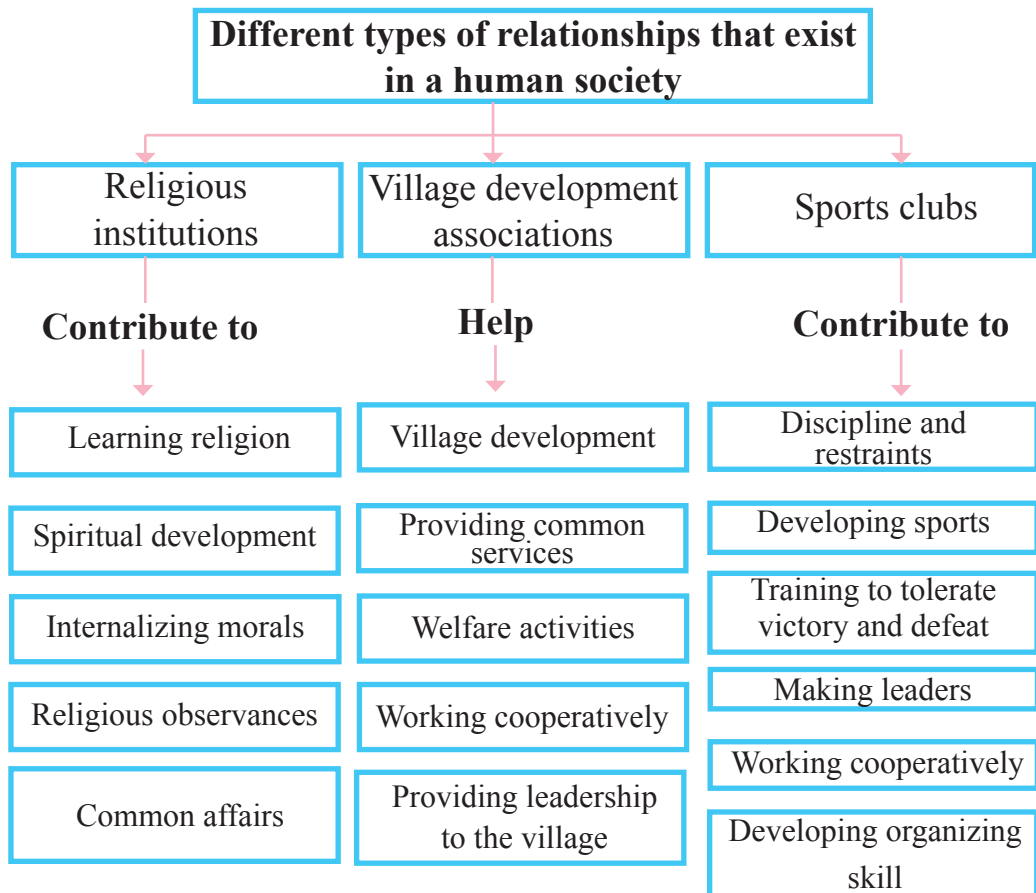 Different types of relationships that exist
in a human society
Religious
institutions
Village development
associations
Sports clubs
Contribute to
Help
Contribute to
Learning religion
Spiritual development
Internalizing morals
Religious observances
Common affairs
Village development
Providing common
services
Welfare activities
Working cooperatively
Providing leadership
to the village
Discipline and
restraints
Developing sports
Training to tolerate
victory and defeat
Making leaders
Working cooperatively
Developing organizing
skill